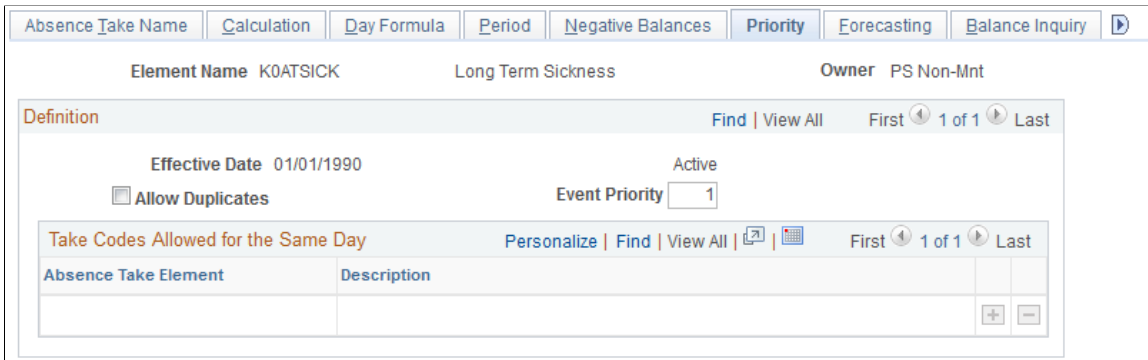 Absence Take Name Calculation Day Formula Period Negative Balances Priority Forecasting Balance Inquiry
Element Name K0ATSICK Long Term Sickness Owner PS Non-Mnt
Definition Find | View All First 1 of 1 Last
Effective Date 01/01/1990 Active
Allow Duplicates Event Priority 1
Take Codes Allowed for the Same Day Personalize | Find | View All | | First 1 of 1 Last
Absence Take Element Description